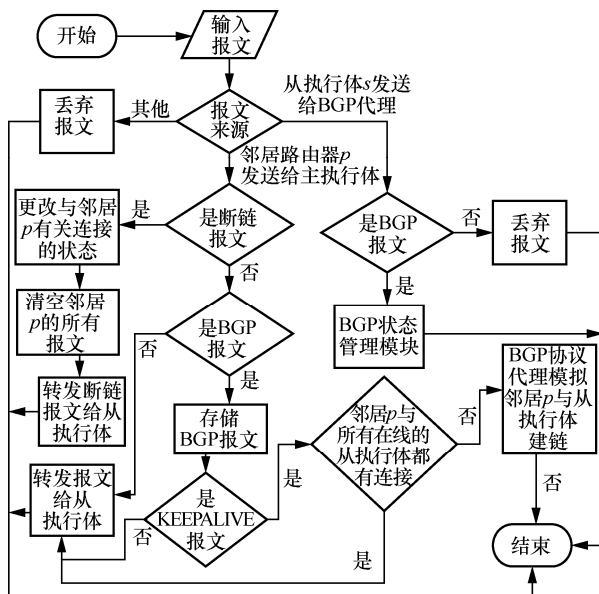 开始
输入
报文
丢弃
报文
其他
报文
来源
从执行体s发送
给BGP代理
邻居路由器p
发送给主执行体
更改与邻居
p有关连接
的状态
是
是断链
报文
是BGP
报文
否
丢弃
报文
否
是
清空邻居
p的所有
报文
是BGP
报文
BGP状态
管理模块
否
是
转发断链
报文给从
执行体
存储
BGP报文
邻居p与
所有在线的
从执行体都
有连接
否
BGP协议
代理模拟
邻居p与从
执行体
建链
转发报文
给从
执行体
是
KEEPALIVE
报文
是
否
否
是
结束